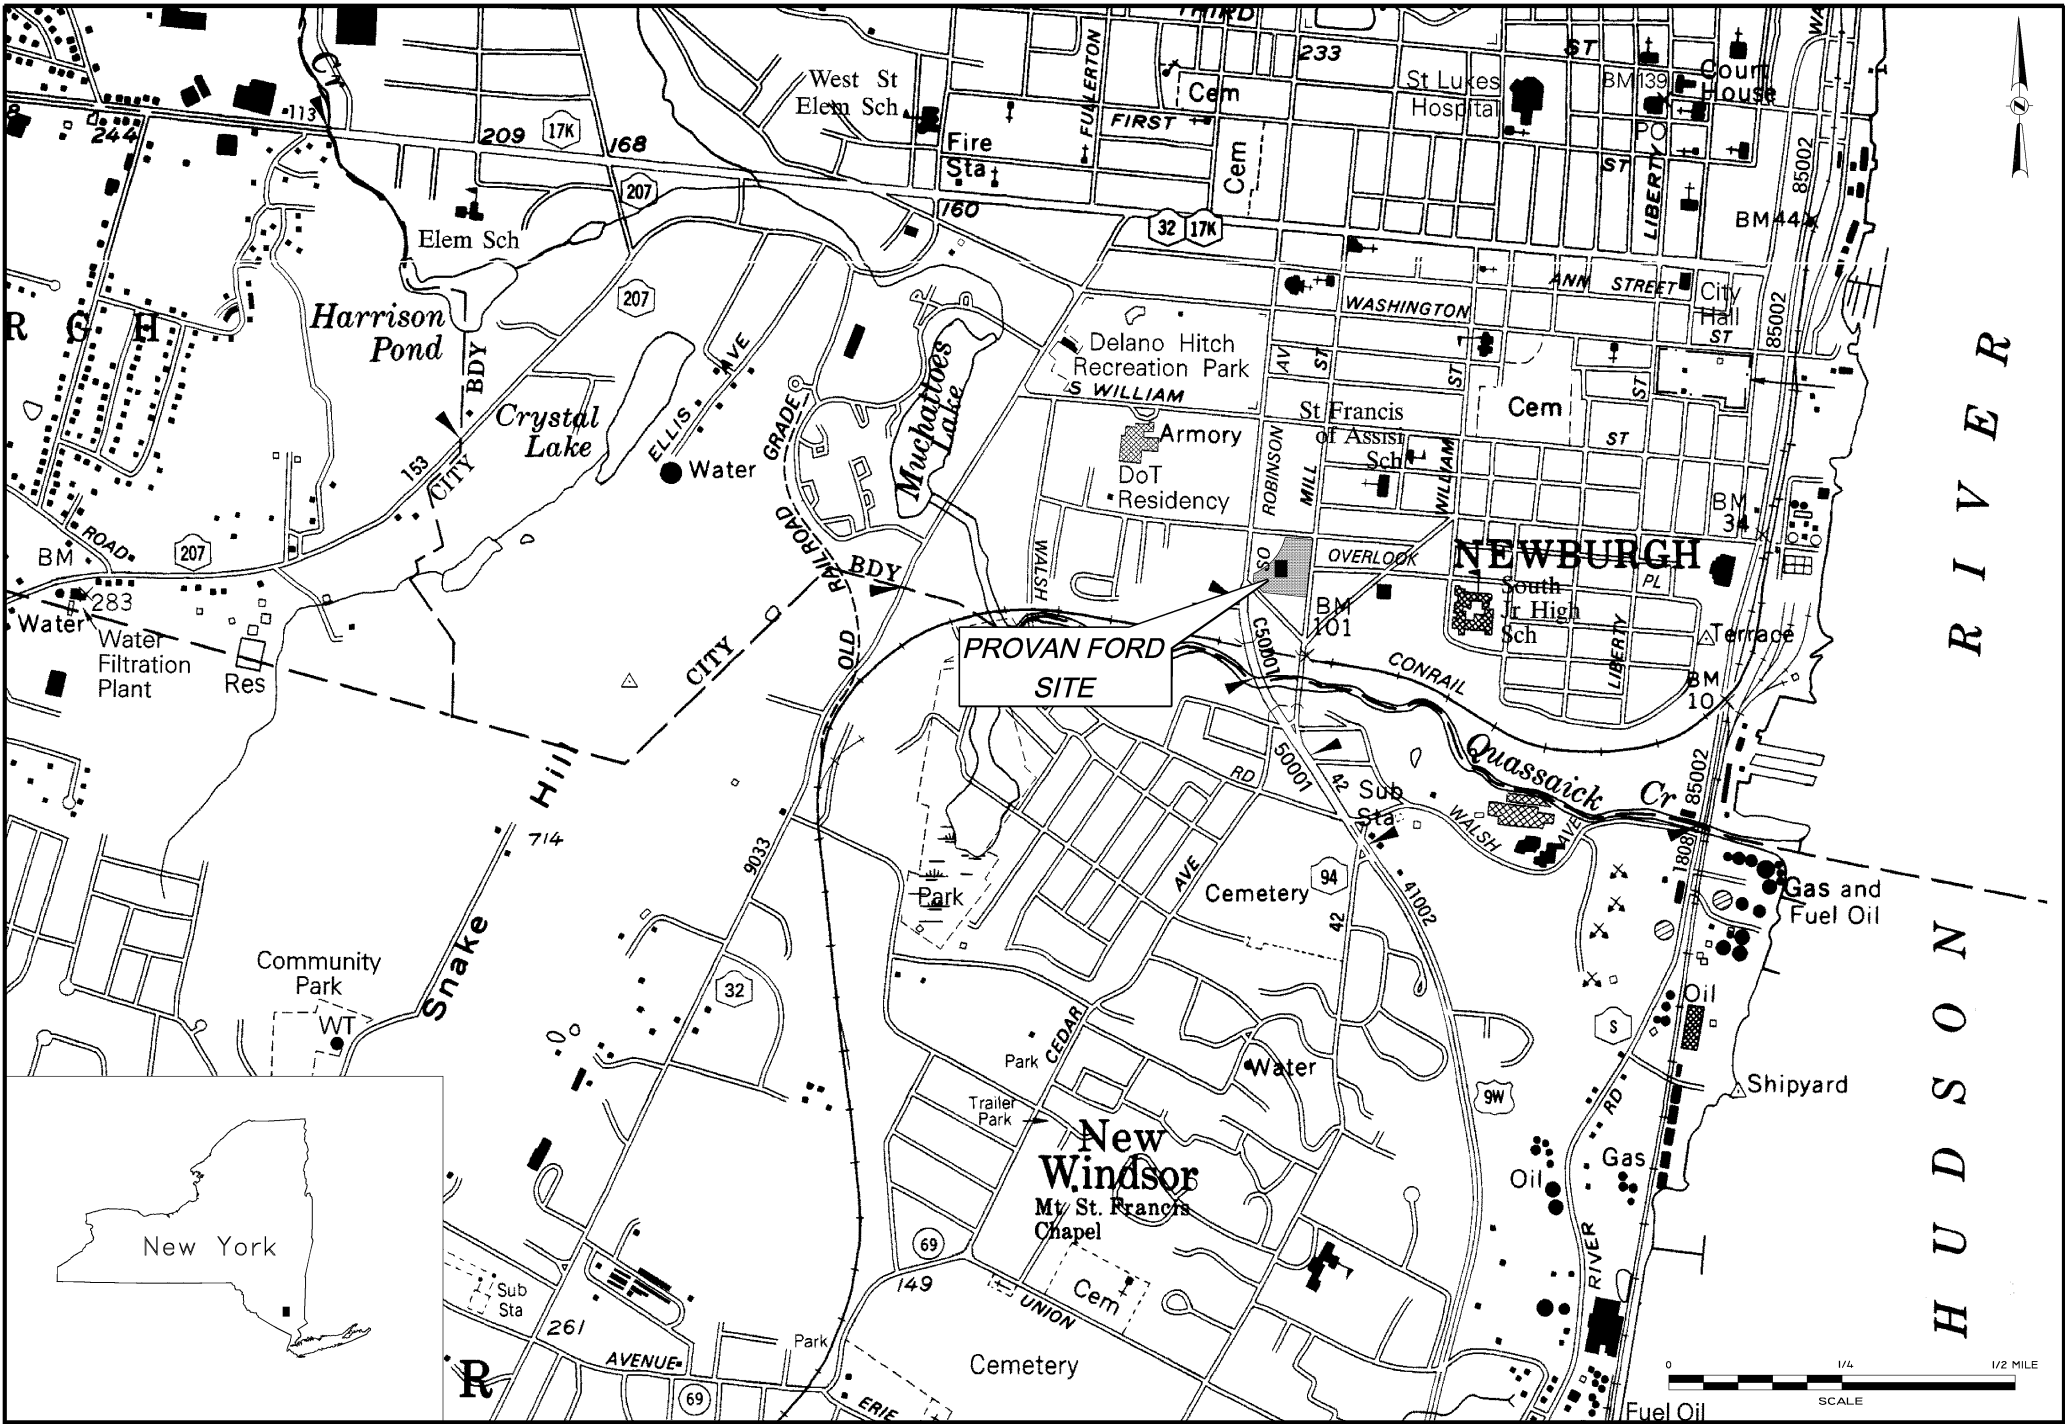 THIRD
233
ST
West St
Elem Sch
FULLERTON
Cem
St Lukes
Hospital
BM 139
Court
House
Cr
113
244
209
17K
168
Fire
Sta
FIRST
Cem
PO
ST
LIBERTY
85002
207
160
32
17K
BM 44
Elem Sch
207
Harrison
Pond
R G H
BDY
Crystal
Lake
ELLIS AVE
Water
Muchattoes
Lake
Delano Hitch
Recreation Park
S WILLIAM
WASHINGTON
ANN STREET
City
Hall
ST
85002
AV
ST
ST
ST
Cem
St Francis
of Assisi
Sch
ST
Armory
DoT
Residency
ROBINSON
MILL
WILLIAM
BM
34
153
CITY
OLD RAILROAD GRADE
BDY
WALSH
SO
OVERLOOK
PL
NEWBURGH
South
Jr High
Sch
BM
101
LIBERTY
Terrace
BM
10
ROAD
BM
207
283
Water
Water
Filtration
Plant
Res
CITY
PROVAN FORD
SITE
C50001
CONRAIL
RIVER
Quassaick Cr
85002
50001
42
RD
Sub
Sta
WALSH AVE
1808
Snake Hill
714
9033
Park
AVE
Cemetery
94
42
41002
Gas and
Fuel Oil
Community
Park
WT
32
Oil
S
CEDAR
Park
Water
9W
Shipyard
RD
Trailer
Park
New
Windsor
Mt St. Francis
Chapel
Gas
Oil
HUDSON
RIVER
New York
69
149
UNION
Cem
Sub
Sta
261
AVENUE
Park
Cemetery
R
69
ERIE
Fuel Oil
0 1/4 1/2 MILE
SCALE